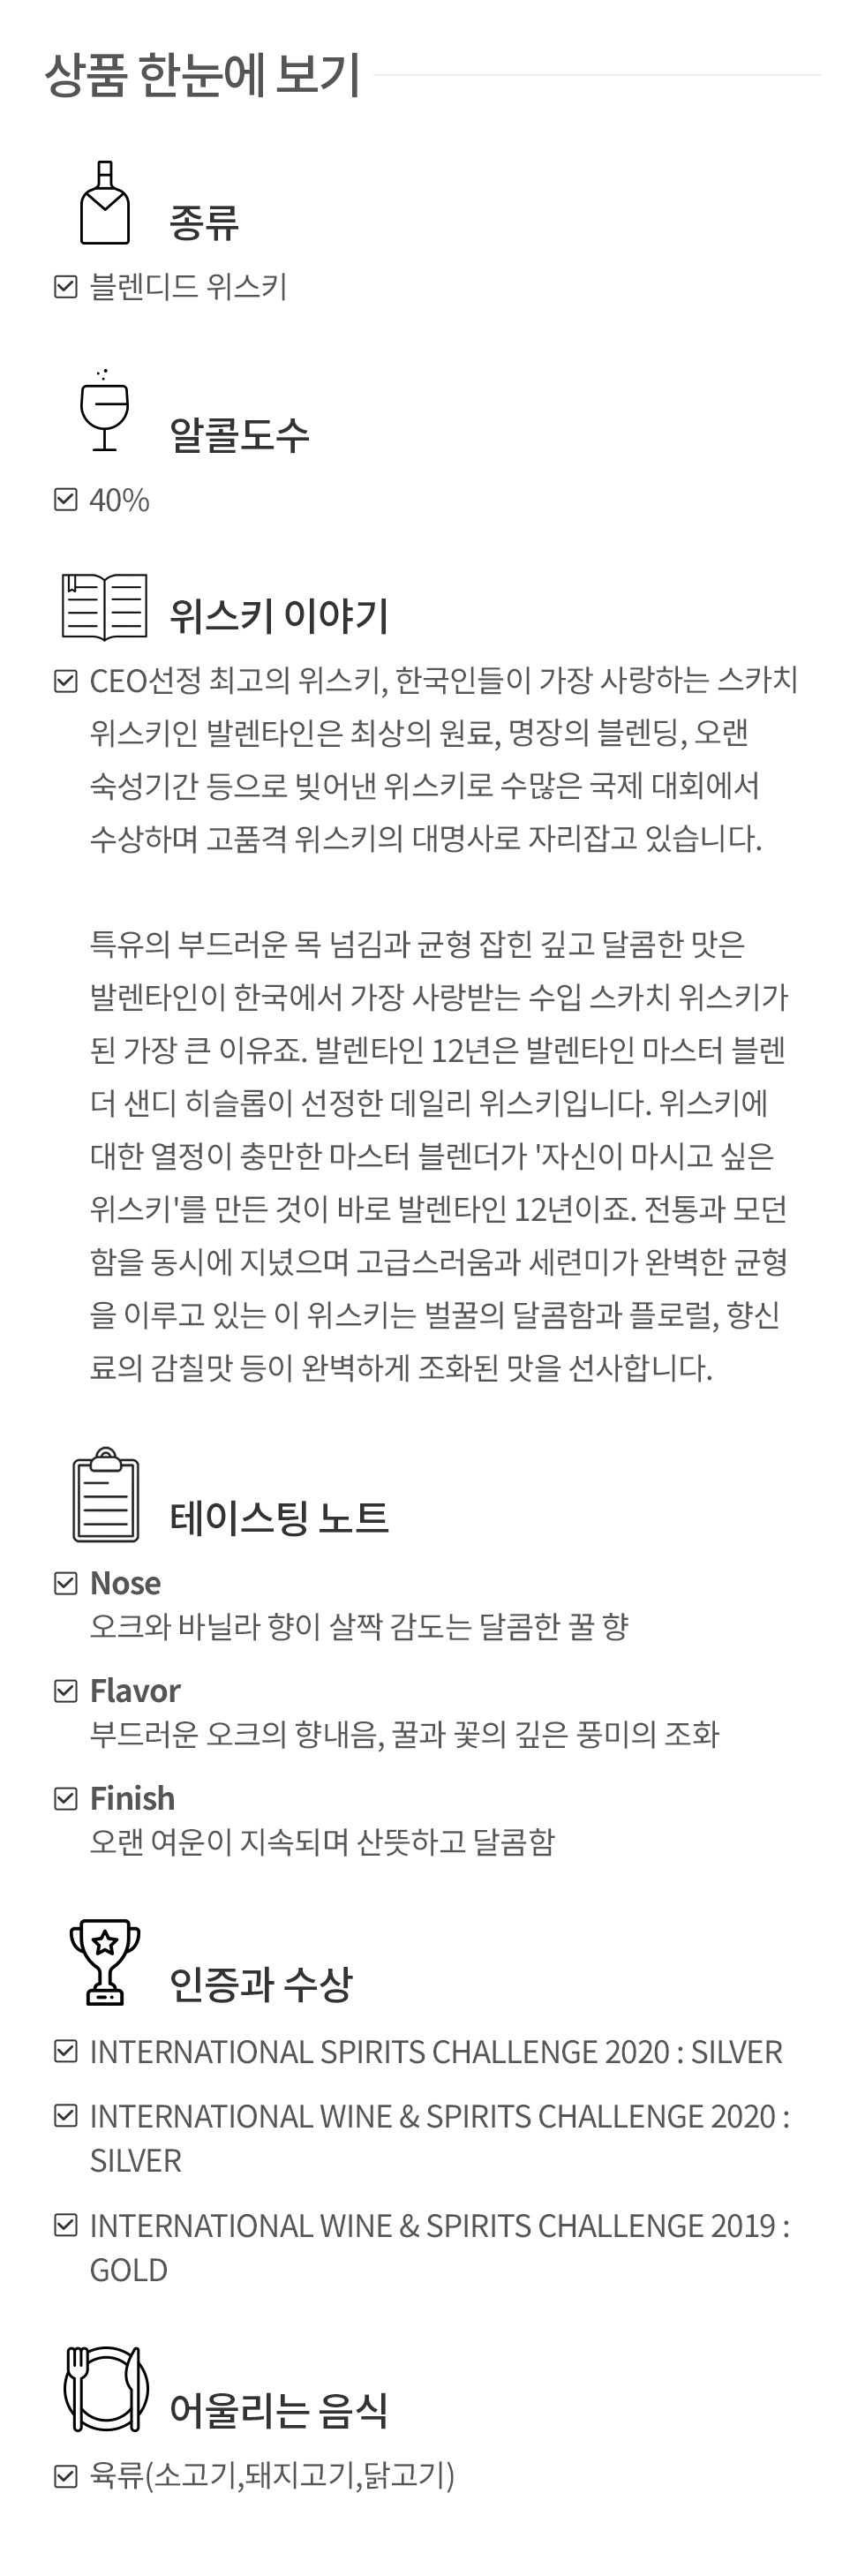 상품 한눈에 보기
종류
블렌디드 위스키
알콜도수
40%
위스키 이야기
CEO선정 최고의 위스키, 한국인들이 가장 사랑하는 스카치
위스키인 발렌타인은 최상의 원료, 명장의 블렌딩, 오랜
숙성기간 등으로 빚어낸 위스키로 수많은 국제 대회에서
수상하며 고품격 위스키의 대명사로 자리잡고 있습니다.
특유의 부드러운 목 넘김과 균형 잡힌 깊고 달콤한 맛은
발렌타인이 한국에서 가장 사랑받는 수입 스카치 위스키가
된 가장 큰 이유죠. 발렌타인 12년은 발렌타인 마스터 블렌
더 샌디 히슬롭이 선정한 데일리 위스키입니다. 위스키에
대한 열정이 충만한 마스터 블렌더가 '자신이 마시고 싶은
위스키'를 만든 것이 바로 발렌타인 12년이죠. 전통과 모던
함을 동시에 지녔으며 고급스러움과 세련미가 완벽한 균형
을 이루고 있는 이 위스키는 벌꿀의 달콤함과 플로럴, 향신
료의 감칠맛 등이 완벽하게 조화된 맛을 선사합니다.
테이스팅 노트
Nose
오크와 바닐라 향이 살짝 감도는 달콤한 꿀 향
Flavor
부드러운 오크의 향내음, 꿀과 꽃의 깊은 풍미의 조화
Finish
오랜 여운이 지속되며 산뜻하고 달콤함
인증과 수상
INTERNATIONAL SPIRITS CHALLENGE 2020 : SILVER
INTERNATIONAL WINE & SPIRITS CHALLENGE 2020 :
SILVER
INTERNATIONAL WINE & SPIRITS CHALLENGE 2019 :
GOLD
어울리는 음식
육류(소고기,돼지고기,닭고기)